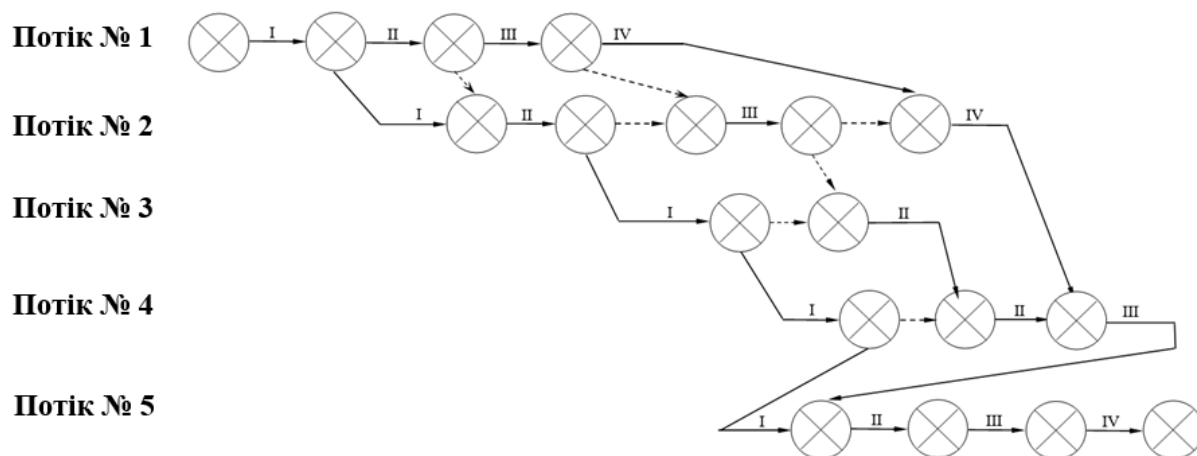 Потік № 1 I II III IV
Потік № 2 I II III IV
Потік № 3 I II
Потік № 4 I II III
Потік № 5 I II III IV